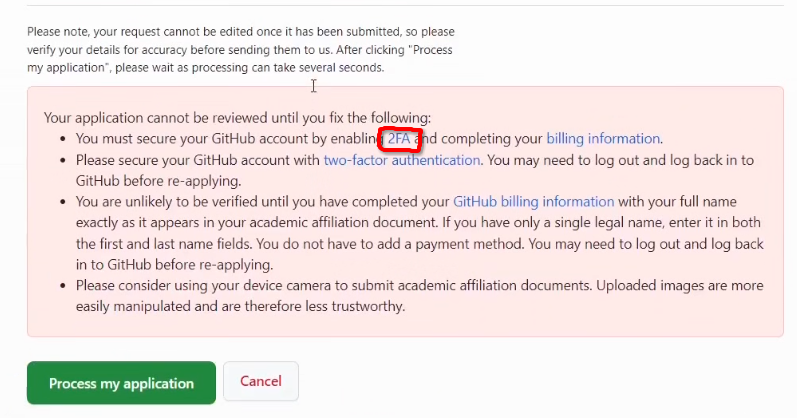 Please note, your request cannot be edited once it has been submitted, so please
verify your details for accuracy before sending them to us. After clicking "Process
my application", please wait as processing can take several seconds.
Your application cannot be reviewed until you fix the following:
• You must secure your GitHub account by enabling 2FA and completing your billing information.
• Please secure your GitHub account with two-factor authentication. You may need to log out and log back in to
GitHub before re-applying.
• You are unlikely to be verified until you have completed your GitHub billing information with your full name
exactly as it appears in your academic affiliation document. If you have only a single legal name, enter it in both
the first and last name fields. You do not have to add a payment method. You may need to log out and log back
in to GitHub before re-applying.
• Please consider using your device camera to submit academic affiliation documents. Uploaded images are more
easily manipulated and are therefore less trustworthy.
Process my application Cancel